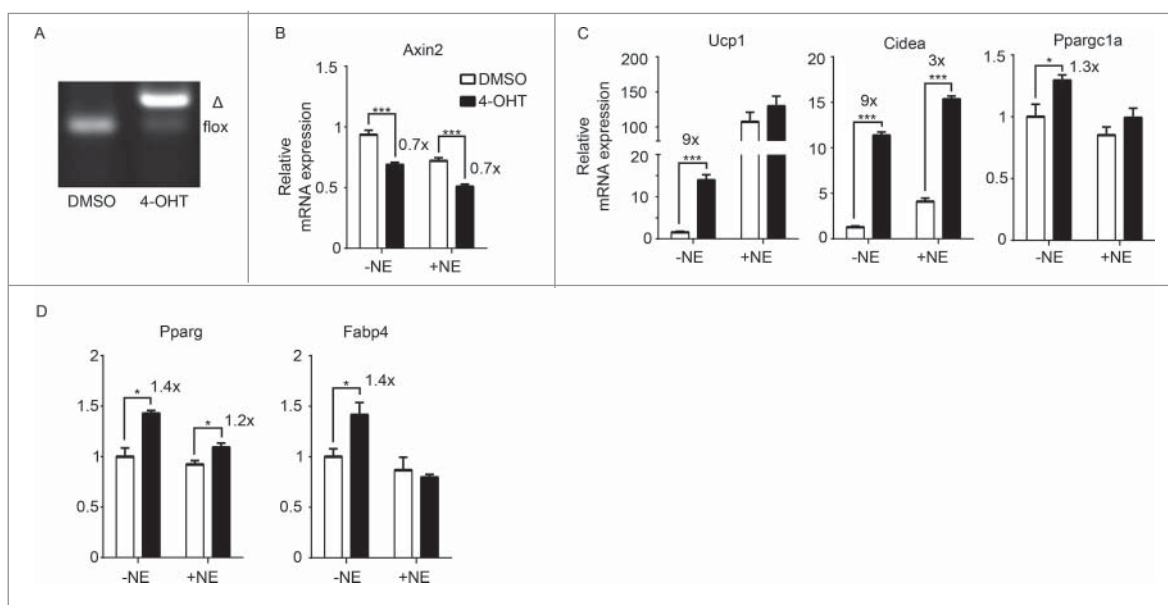 A
Δ
flox
DMSO 4-OHT
B
Axin2
1.5
1
0.5
0
Relative
mRNA expression
DMSO
4-OHT
***
0.7x
***
0.7x
-NE +NE
C
Ucp1
200
150
100
20
10
0
Relative
mRNA expression
9x
***
-NE +NE
Cidea
20
15
10
5
0
9x
***
3x
***
-NE +NE
Ppargc1a
1.5
1
0.5
0
*
1.3x
-NE +NE
D
Pparg
2
1.5
1
0.5
0
*
1.4x
*
1.2x
-NE +NE
Fabp4
2
1.5
1
0.5
0
*
1.4x
-NE +NE